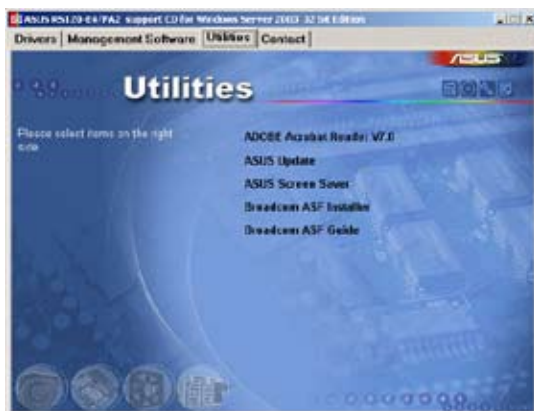 ASUS RS120-E4/PA2 support CD for Windows Server 2003 32 bit Edition
Drivers Management Software Utilities Contact
ASUS
Utilities
Please select items on the right
side
ADOBE Acrobat Reader V7.0
ASUS Update
ASUS Screen Saver
Broadcom ASF Installer
Broadcom ASF Guide